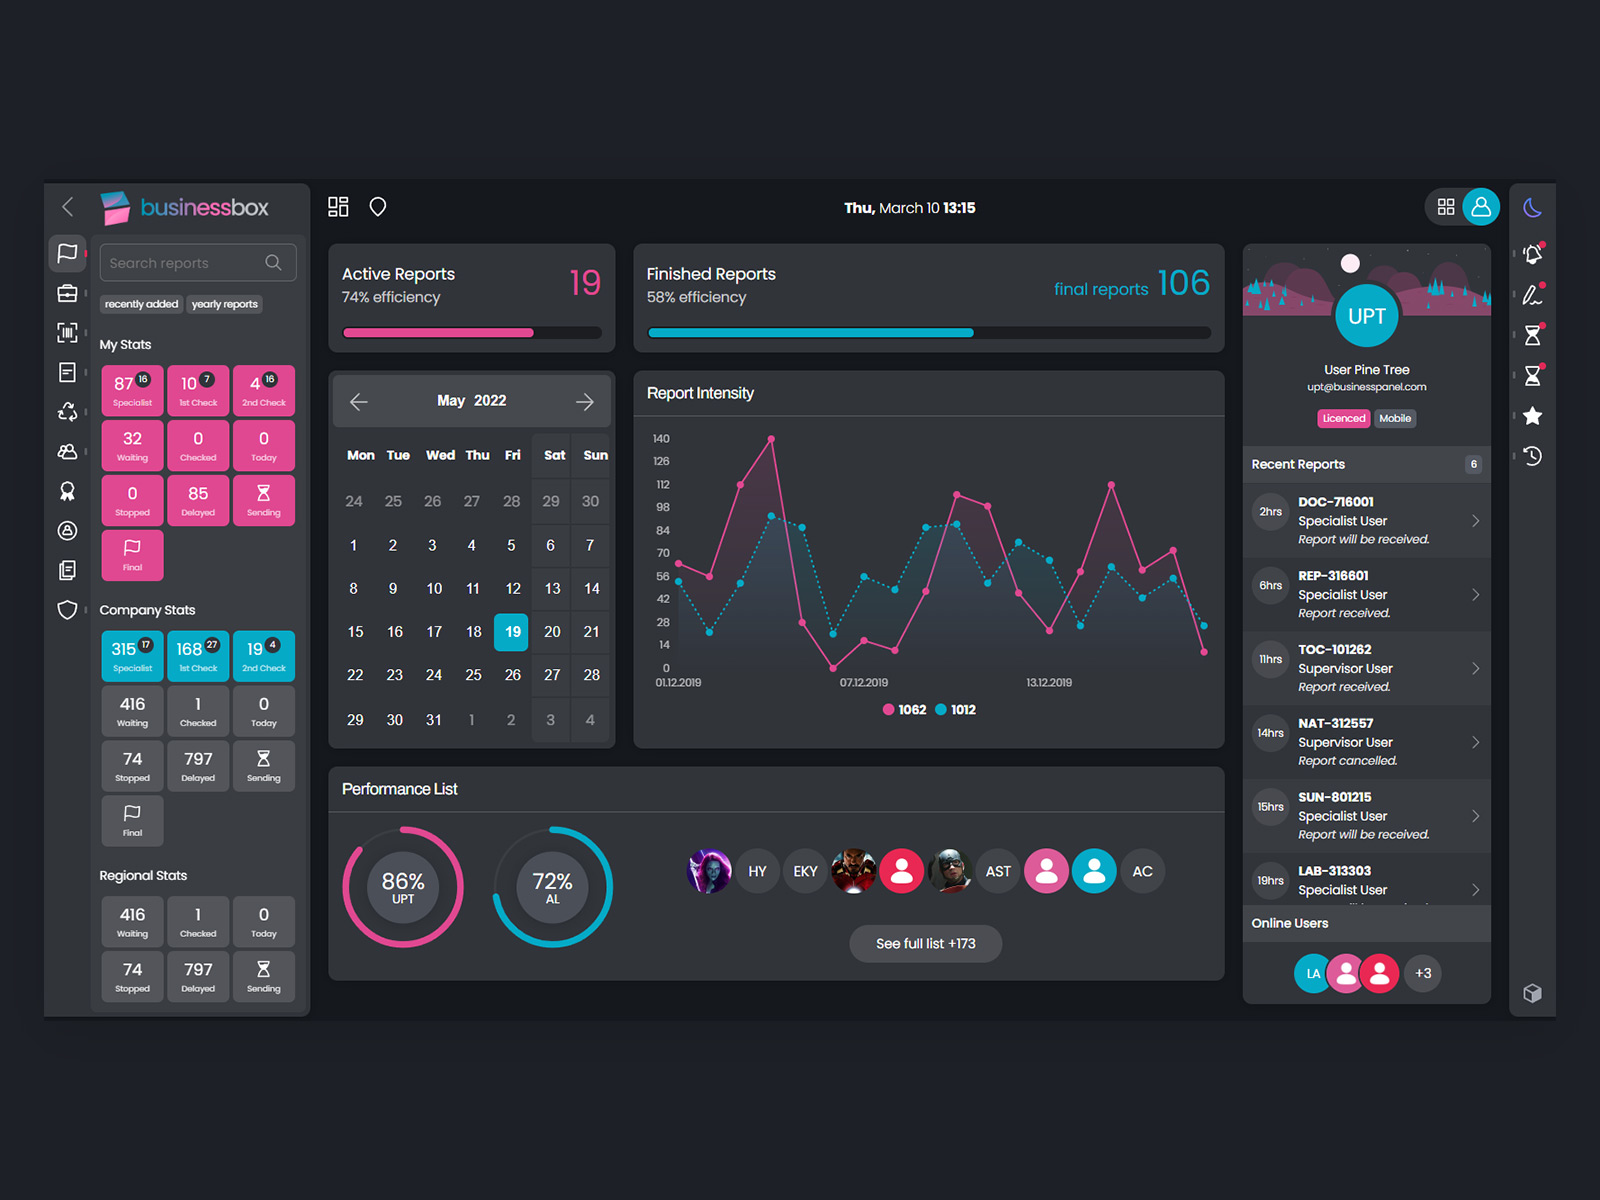 businessbox
Thu, March 10 13:15
Search reports
recently added
yearly reports
My Stats
87 16
Specialist
10 7
1st Check
4 16
2nd Check
32
Waiting
0
Checked
0
Today
0
Stopped
85
Delayed
Sending
Final
Company Stats
315 17
Specialist
168 27
1st Check
19 4
2nd Check
416
Waiting
1
Checked
0
Today
74
Stopped
797
Delayed
Sending
Final
Regional Stats
416
Waiting
1
Checked
0
Today
74
Stopped
797
Delayed
Sending
Active Reports
74% efficiency
19
Finished Reports
58% efficiency
final reports 106
May 2022
Mon Tue Wed Thu Fri Sat Sun
24 25 26 27 28 29 30
1 2 3 4 5 6 7
8 9 10 11 12 13 14
15 16 17 18 19 20 21
22 23 24 25 26 27 28
29 30 31 1 2 3 4
Report Intensity
140
126
112
98
84
70
56
42
28
14
0
01.12.2019 07.12.2019 13.12.2019
1062 1012
Performance List
86%
UPT
72%
AL
HY
EKY
AST
AC
See full list +173
UPT
User Pine Tree
upt@businesspanel.com
Licenced
Mobile
Recent Reports 6
2hrs
DOC-716001
Specialist User
Report will be received.
6hrs
REP-316601
Specialist User
Report received.
11hrs
TOC-101262
Supervisor User
Report received.
14hrs
NAT-312557
Supervisor User
Report cancelled.
15hrs
SUN-801215
Specialist User
Report will be received.
19hrs
LAB-313303
Specialist User
Online Users
LA
+3